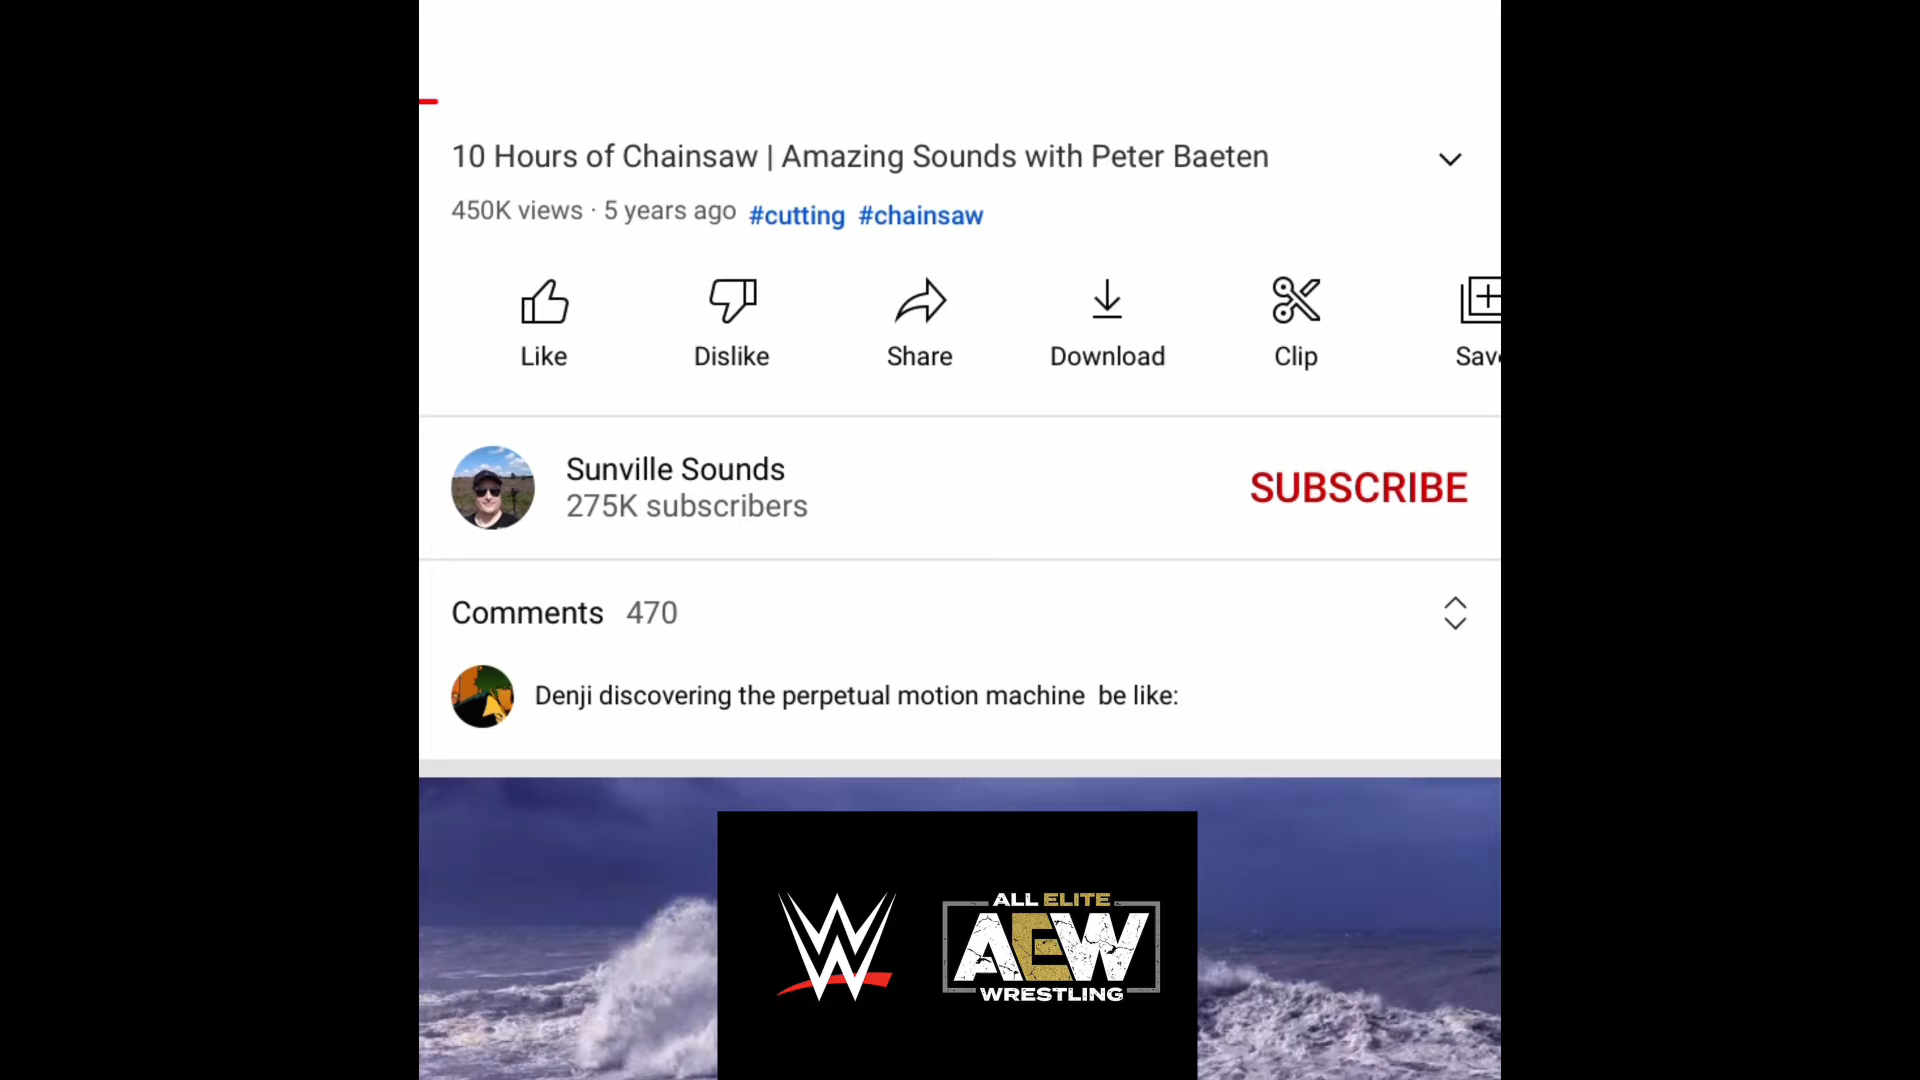 10 Hours of Chainsaw | Amazing Sounds with Peter Baeten
450K views · 5 years ago #cutting #chainsaw
Like Dislike Share Download Clip Sav
Sunville Sounds
275K subscribers
SUBSCRIBE
Comments 470
Denji discovering the perpetual motion machine be like:
W
ALL ELITE
AEW
WRESTLING